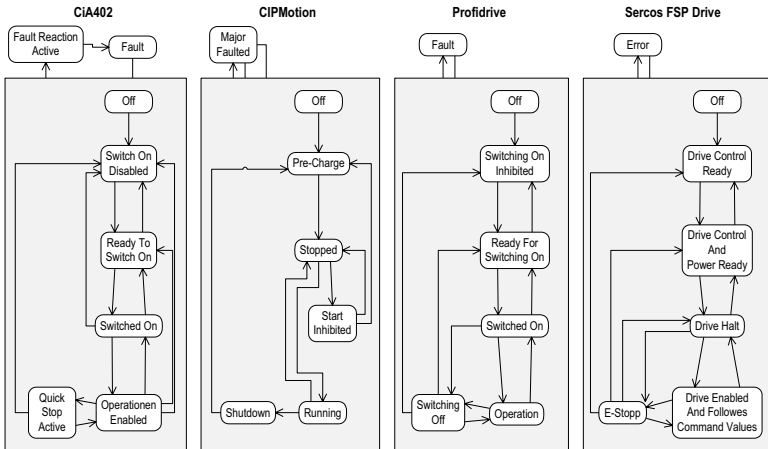 CiA402
Fault Reaction
Active
Fault
Off
Switch On
Disabled
Ready To
Switch On
Switched On
Quick
Stop
Active
Operationen
Enabled
CIPMotion
Major
Faulted
Off
Pre-Charge
Stopped
Start
Inhibited
Shutdown
Running
Profidrive
Fault
Off
Switching On
Inhibited
Ready For
Switching On
Switched On
Switching
Off
Operation
Sercos FSP Drive
Error
Off
Drive Control
Ready
Drive Control
And
Power Ready
Drive Halt
E-Stopp
Drive Enabled
And Followes
Command Values